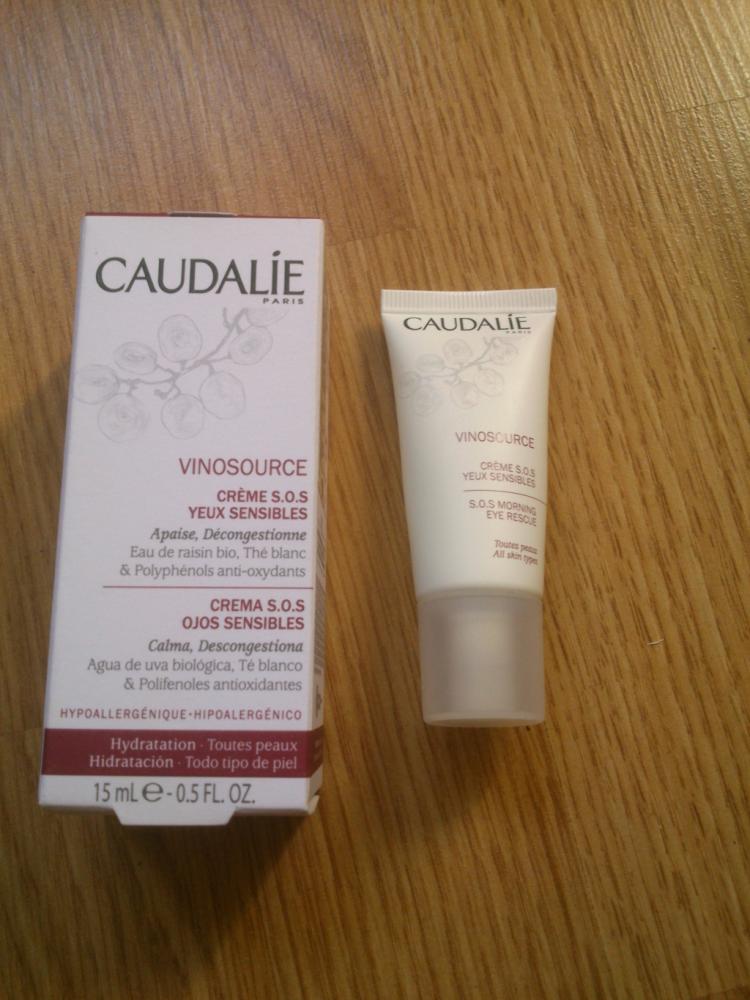 CAUDALÍE
PARIS
VINOSOURCE
CRÈME S.O.S
YEUX SENSIBLES
Apaise, Décongestionne
Eau de raisin bio, Thé blanc
& Polyphénols anti-oxydants
CREMA S.O.S
OJOS SENSIBLES
Calma, Descongestiona
Agua de uva biológica, Té blanco
& Polifenoles antioxidantes
HYPOALLERGÉNIQUE•HIPOALERGÉNICO
Hydratation · Toutes peaux
Hidratación · Todo tipo de piel
15 mL ℮ - 0.5 FL. OZ.
CAUDALÍE
PARIS
VINOSOURCE
CRÈME S.O.S
YEUX SENSIBLES
S.O.S MORNING
EYE RESCUE
Toutes peaux
All skin types